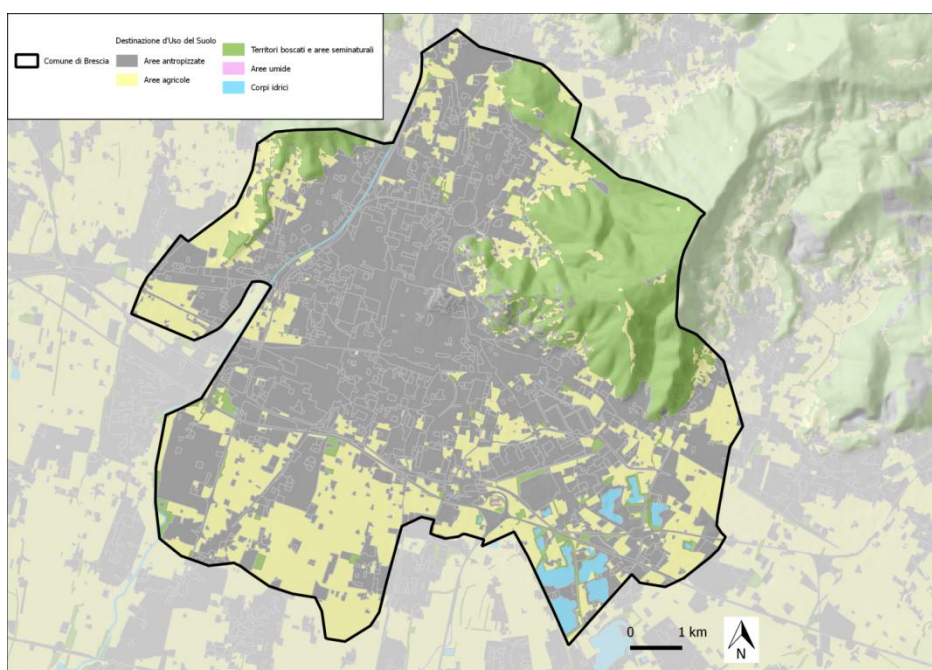 Destinazione d'Uso del Suolo
Comune di Brescia
Aree antropizzate
Aree agricole
Territori boscati e aree seminaturali
Aree umide
Corpi idrici
0 1 km
N